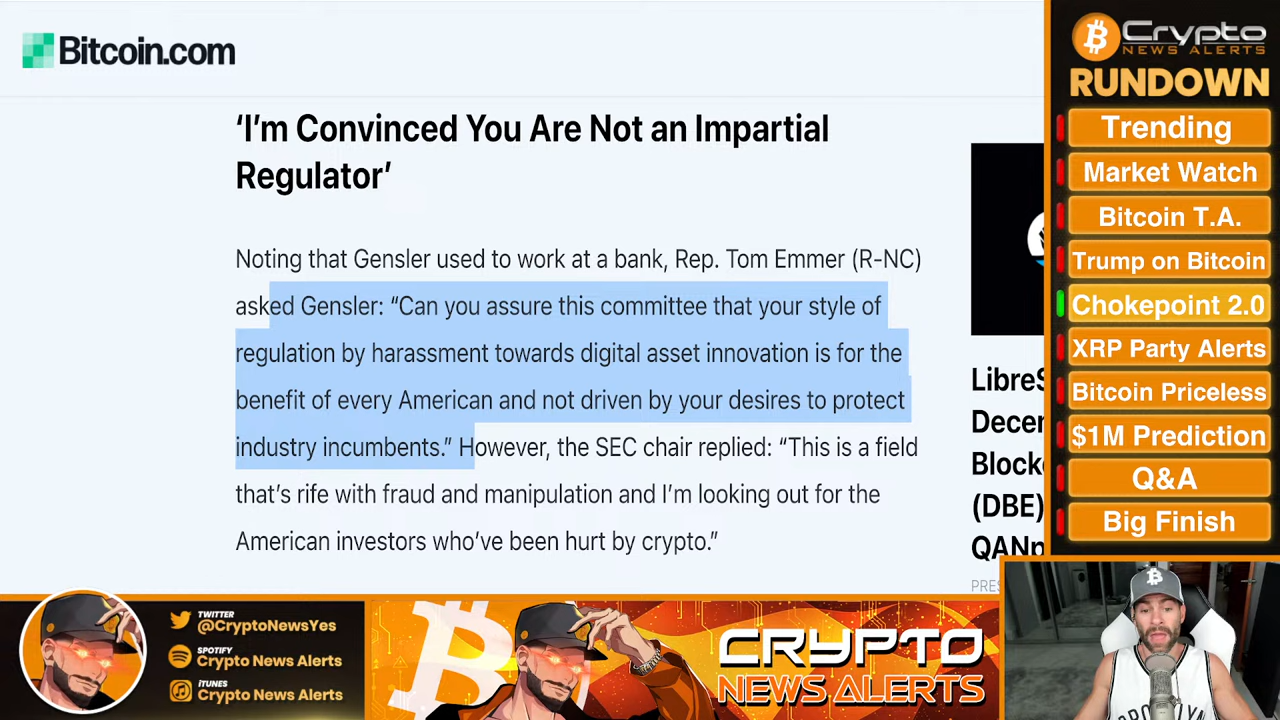 Bitcoin.com
‘I’m Convinced You Are Not an Impartial
Regulator’
Noting that Gensler used to work at a bank, Rep. Tom Emmer (R-NC)
asked Gensler: “Can you assure this committee that your style of
regulation by harassment towards digital asset innovation is for the
benefit of every American and not driven by your desires to protect
industry incumbents.” However, the SEC chair replied: “This is a field
that’s rife with fraud and manipulation and I’m looking out for the
American investors who’ve been hurt by crypto.”
Decen
Block
(DBE)
PRES
Crypto
NEWS ALERTS
RUNDOWN
Trending
Market Watch
Bitcoin T.A.
Trump on Bitcoin
Chokepoint 2.0
XRP Party Alerts
Bitcoin Priceless
$1M Prediction
Q&A
Big Finish
TWITTER
@CryptoNewsYes
SPOTIFY
Crypto News Alerts
iTUNES
Crypto News Alerts
CRYPTO
NEWS ALERTS